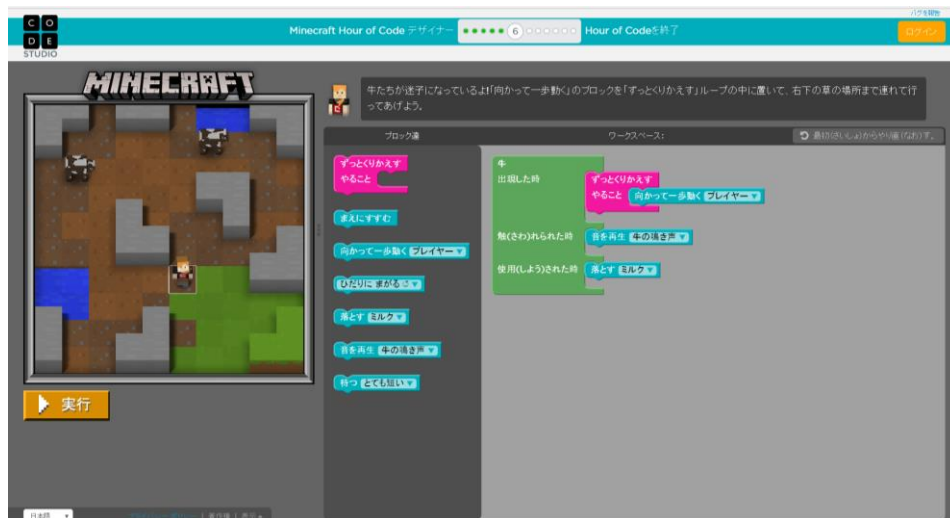 バグを報告
CODE
STUDIO
Minecraft Hour of Code デザイナー
6
Hour of Codeを終了
ログイン
MINECRAFT
牛たちが迷子になっているよ!「向かって一歩動く」のブロックを「ずっとくりかえす」ループの中に置いて、右下の草の場所まで連れて行
ってあげよう。
ブロック達
ワークスペース:
最初(さいしょ)からやり直(なお)す。
ずっとくりかえす
やること
まえにすすむ
向かって一歩動く プレイヤー
ひだりに まがる
落とす ミルク
音を再生 牛の鳴き声
待つ とても短い
牛
出現した時
ずっとくりかえす
やること 向かって一歩動く プレイヤー
触(さわ)れられた時 音を再生 牛の鳴き声
使用(しよう)された時 落とす ミルク
実行
日本語